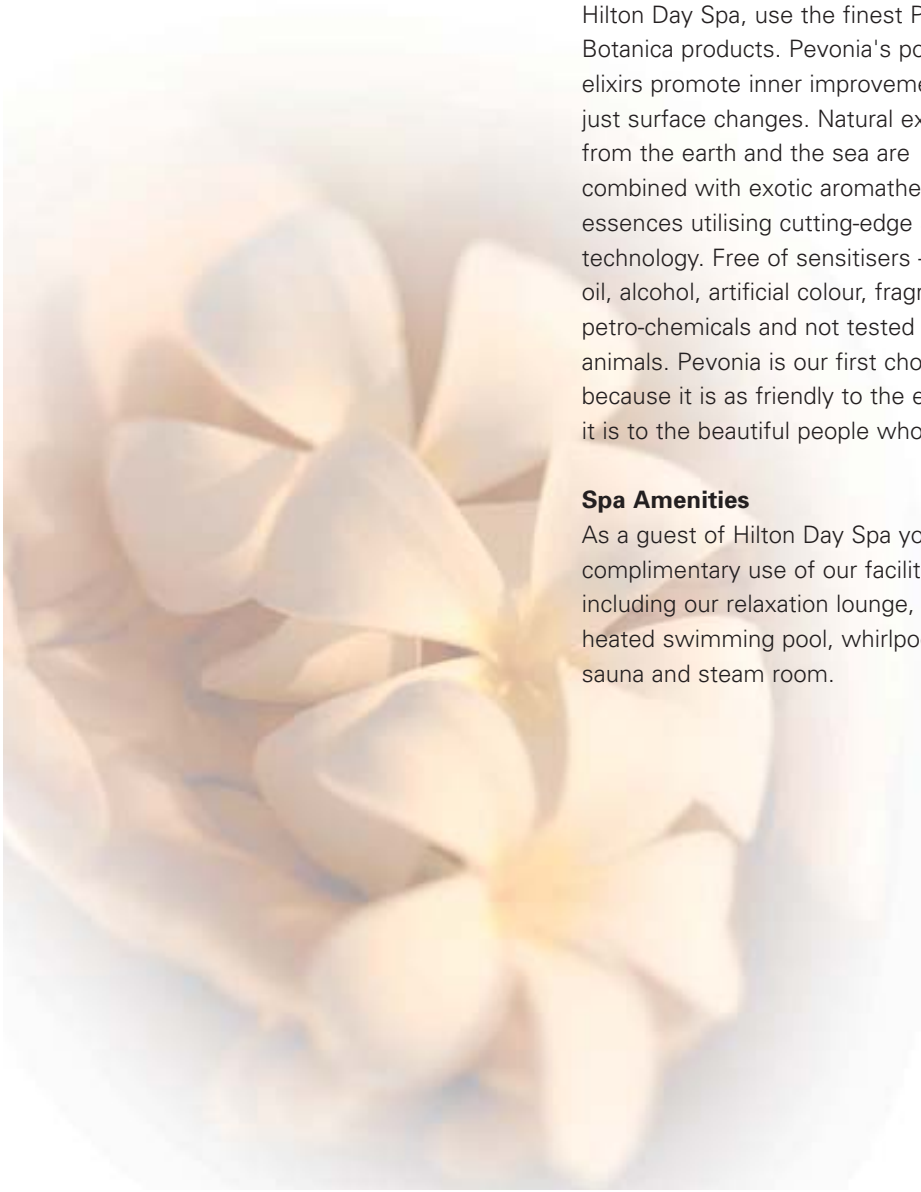 Hilton Day Spa, use the finest
Botanica products. Pevonia's
elixirs promote inner
just surface changes. Natural
from the earth and the sea are
combined with exotic
essences utilising cutting-edge
technology. Free of sensitisers -
oil, alcohol, artificial colour,
petro-chemicals and not tested
animals. Pevonia is our first
because it is as friendly to the
it is to the beautiful people who
Spa Amenities
As a guest of Hilton Day Spa
complimentary use of our
including our relaxation lounge,
heated swimming pool,
sauna and steam room.